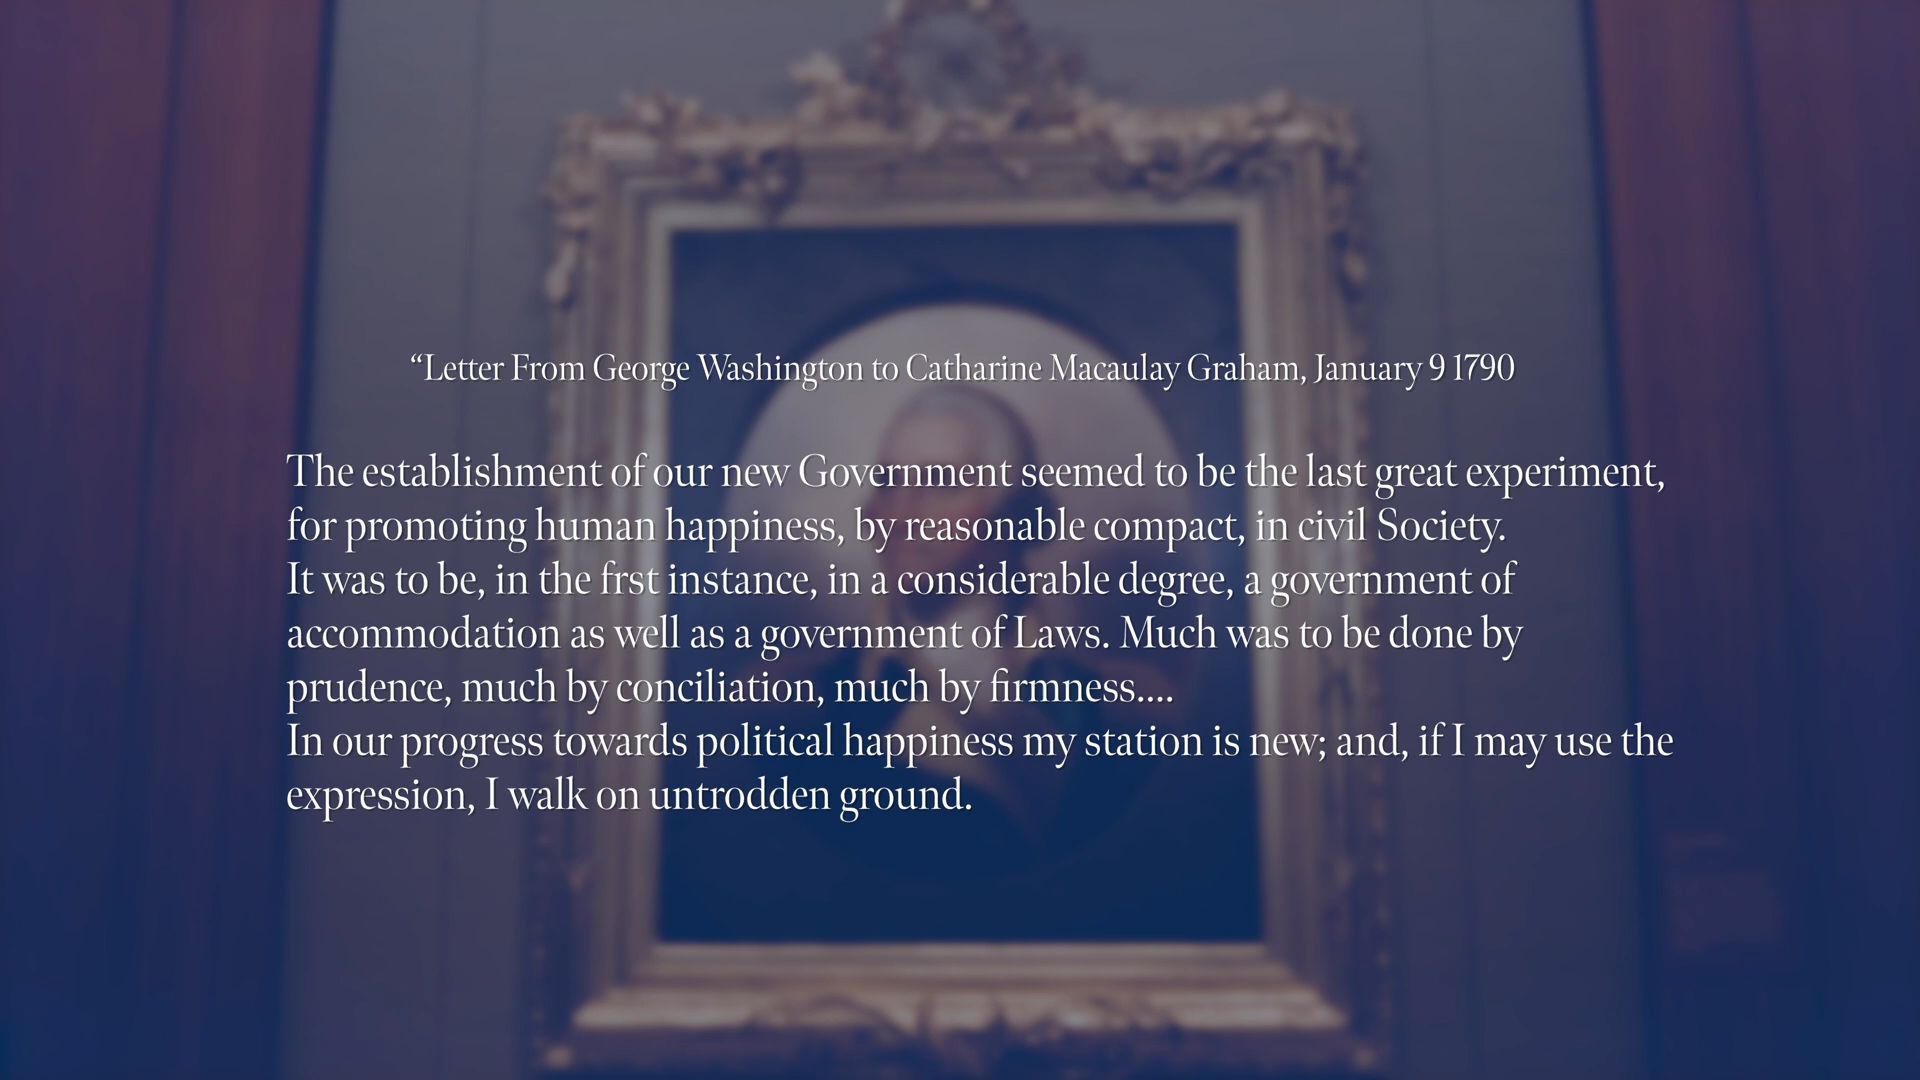 “Letter From George Washington to Catharine Macaulay Graham, January 9 1790
The establishment of our new Government seemed to be the last great experiment,
for promoting human happiness, by reasonable compact, in civil Society.
It was to be, in the frst instance, in a considerable degree, a government of
accommodation as well as a government of Laws. Much was to be done by
prudence, much by conciliation, much by firmness....
In our progress towards political happiness my station is new; and, if I may use the
expression, I walk on untrodden ground.